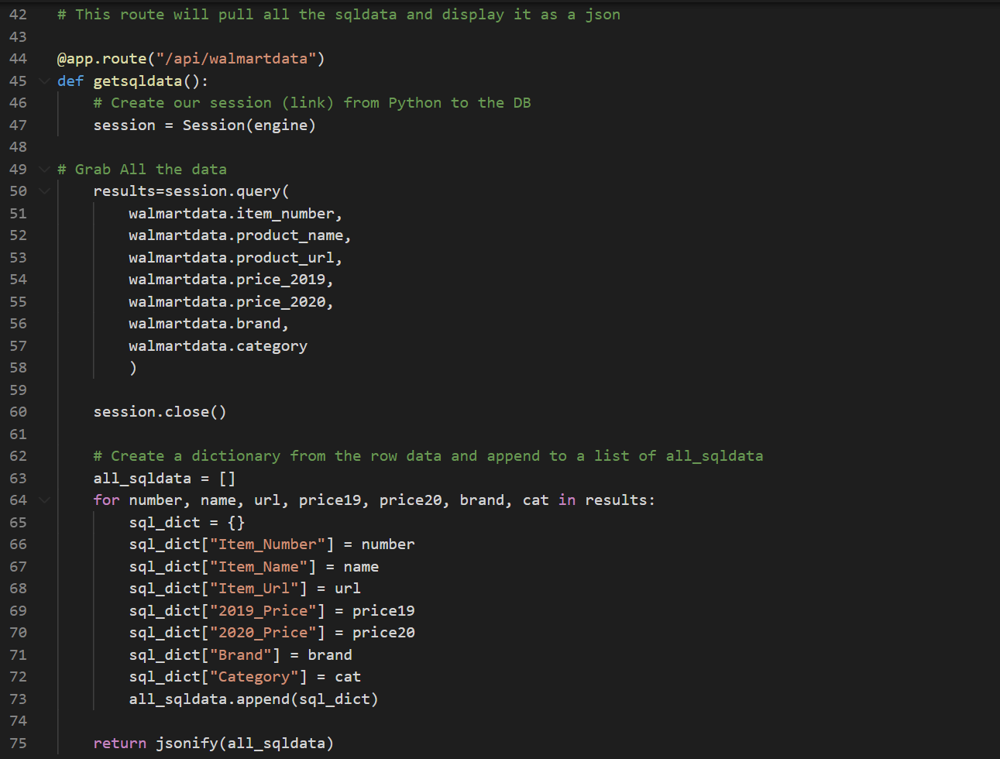 42 # This route will pull all the sqldata and display it as a json
43
44 @app.route("/api/walmartdata")
45 def getsqldata():
46     # Create our session (link) from Python to the DB
47     session = Session(engine)
48
49 # Grab All the data
50     results=session.query(
51         walmartdata.item_number,
52         walmartdata.product_name,
53         walmartdata.product_url,
54         walmartdata.price_2019,
55         walmartdata.price_2020,
56         walmartdata.brand,
57         walmartdata.category
58         )
59
60     session.close()
61
62     # Create a dictionary from the row data and append to a list of all_sqldata
63     all_sqldata = []
64     for number, name, url, price19, price20, brand, cat in results:
65         sql_dict = {}
66         sql_dict["Item_Number"] = number
67         sql_dict["Item_Name"] = name
68         sql_dict["Item_Url"] = url
69         sql_dict["2019_Price"] = price19
70         sql_dict["2020_Price"] = price20
71         sql_dict["Brand"] = brand
72         sql_dict["Category"] = cat
73         all_sqldata.append(sql_dict)
74
75     return jsonify(all_sqldata)